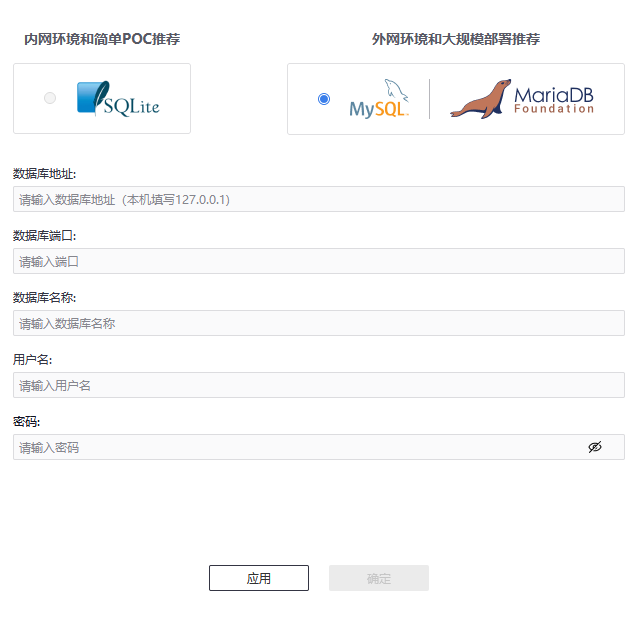 内网环境和简单POC推荐
外网环境和大规模部署推荐
SQLite
MySQL
MariaDB
Foundation
数据库地址:
请输入数据库地址（本机填写127.0.0.1）
数据库端口:
请输入端口
数据库名称:
请输入数据库名称
用户名:
请输入用户名
密码:
请输入密码
应用
确定